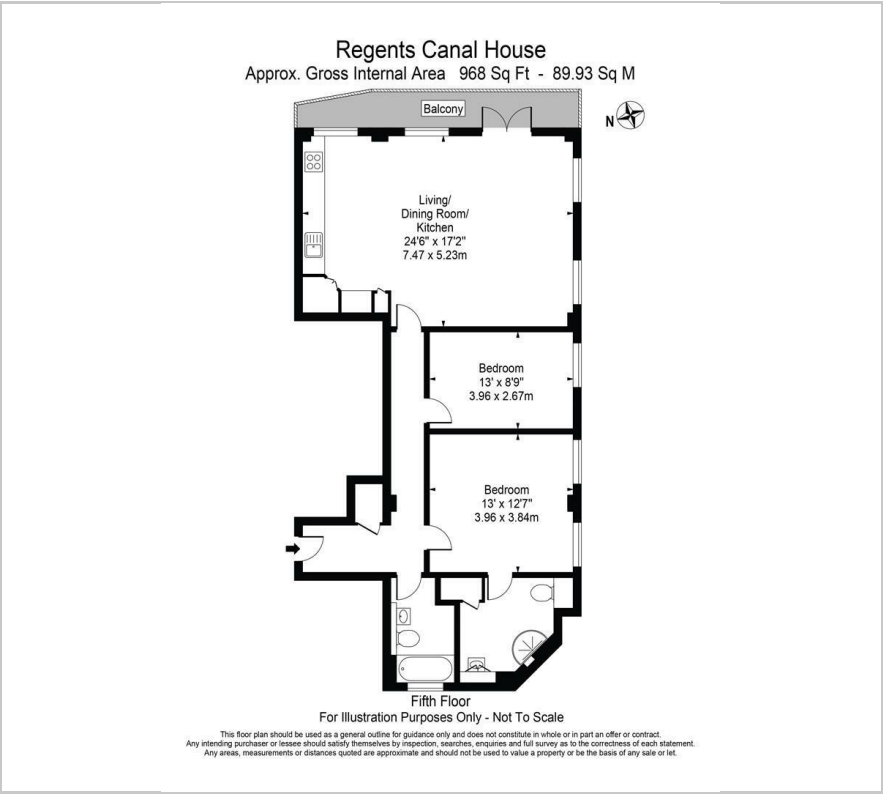 Regents Canal House
Approx. Gross Internal Area 968 Sq Ft - 89.93 Sq M
Balcony
N
Living/
Dining Room/
Kitchen
24'6" x 17'2"
7.47 x 5.23m
Bedroom
13' x 8'9"
3.96 x 2.67m
Bedroom
13' x 12'7"
3.96 x 3.84m
Fifth Floor
For Illustration Purposes Only - Not To Scale
This floor plan should be used as a general outline for guidance only and does not constitute in whole or in part an offer or contract.
Any intending purchaser or lessee should satisfy themselves by inspection, searches, enquiries and full survey as to the correctness of each statement.
Any areas, measurements or distances quoted are approximate and should not be used to value a property or be the basis of any sale or let.